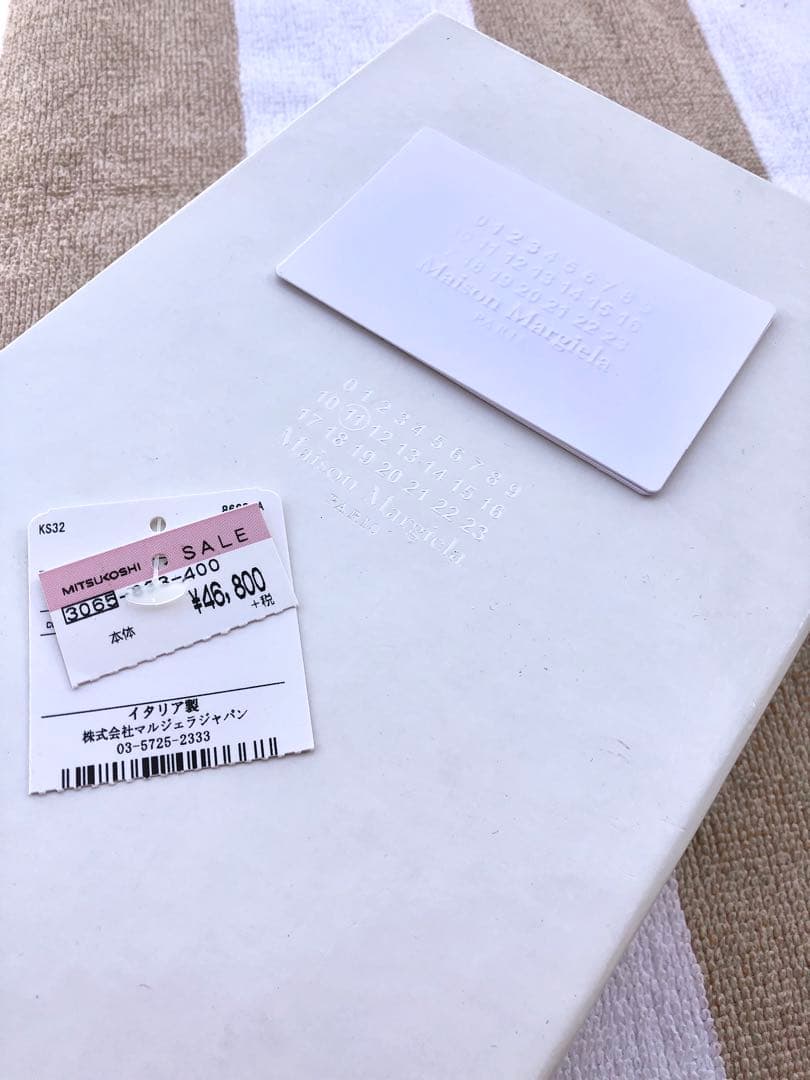 0 1 2 3 4 5 6 7 8 9
10 11 12 13 14 15 16
18 19 20 21 22 23
Maison Margiela
PARIS
0 1 2 3 4 5 6 7 8 9
10 11 12 13 14 15 16
17 18 19 20 21 22 23
Maison Margiela
PARIS
KS32
MITSUKOSHI SALE
3065- -400
¥46,800
+税
本体
イタリア製
株式会社マルジェラジャパン
03-5725-2333